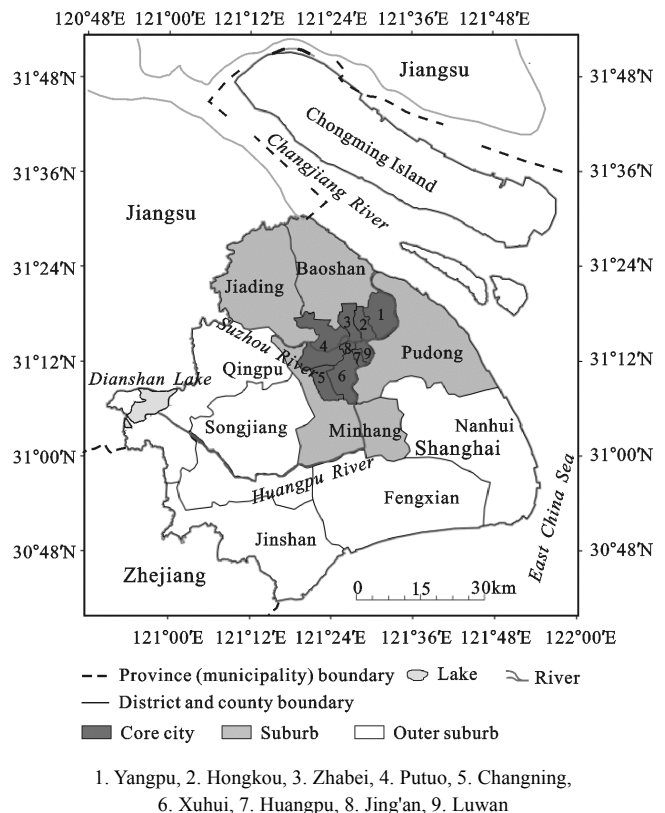 120°48′E 121°00′E 121°24′E 121°36′E 121°48′E
31°48′N 31°48′N
Jiangsu
Chongming Island
31°36′N 31°36′N
Changjiang River
Jiangsu
31°24′N 31°24′N
Baoshan
Jiading
1
3 2
Suzhou River
4 8 7 9
31°12′N 31°12′N
Pudong
Qingpu
5 6
Dianshan Lake
Songjiang
Minhang
Nanhui
Shanghai
31°00′N 31°00′N
Huangpu River
Fengxian
East China Sea
Jinshan
30°48′N 30°48′N
Zhejiang
0 15 30km
121°00′E 121°12′E 121°24′E 121°36′E 121°48′E 122°00′E
Province (municipality) boundary Lake River
District and county boundary
Core city Suburb Outer suburb
1. Yangpu, 2. Hongkou, 3. Zhabei, 4. Putuo, 5. Changning,
6. Xuhui, 7. Huangpu, 8. Jing'an, 9. Luwan